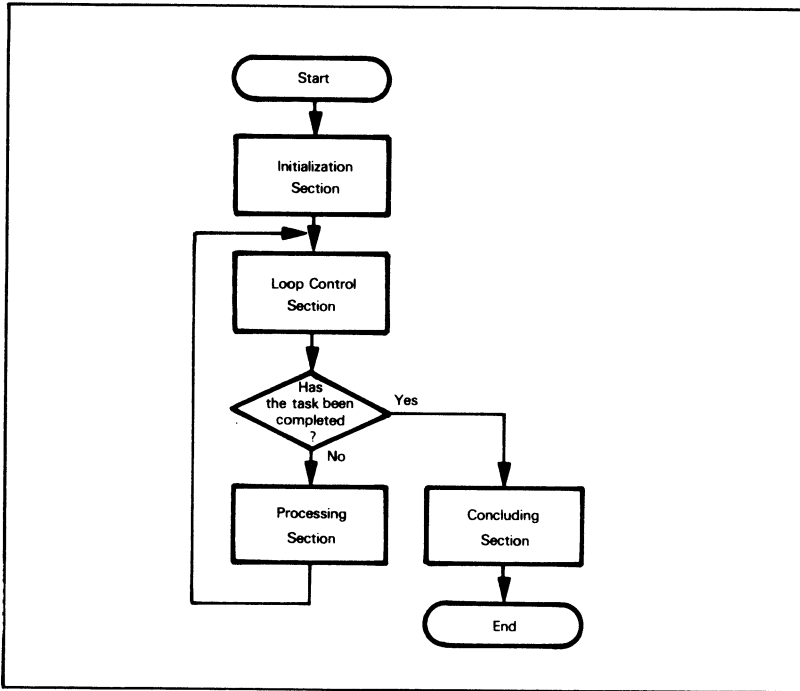 Start
Initialization
Section
Loop Control
Section
Has
the task been
completed
?
Yes
No
Processing
Section
Concluding
Section
End